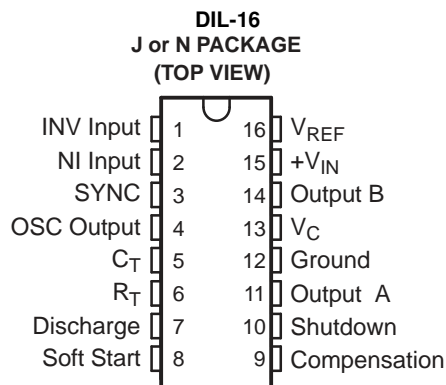 DIL-16
J or N PACKAGE
(TOP VIEW)
INV Input 1 16 VREF
NI Input 2 15 +VIN
SYNC 3 14 Output B
OSC Output 4 13 VC
CT 5 12 Ground
RT 6 11 Output A
Discharge 7 10 Shutdown
Soft Start 8 9 Compensation